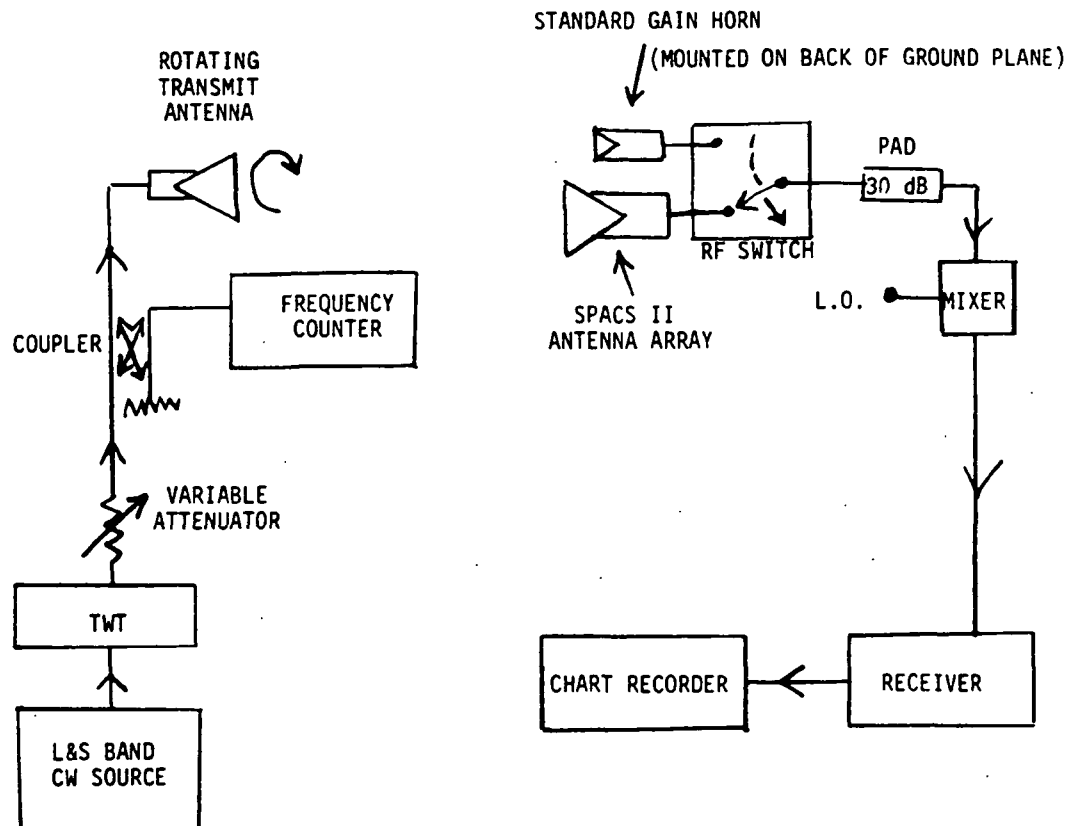 STANDARD GAIN HORN
(MOUNTED ON BACK OF GROUND PLANE)
ROTATING
TRANSMIT
ANTENNA
PAD
30 dB
RF SWITCH
L.O.
MIXER
SPACS II
ANTENNA ARRAY
FREQUENCY
COUNTER
COUPLER
VARIABLE
ATTENUATOR
TWT
L&S BAND
CW SOURCE
CHART RECORDER
RECEIVER